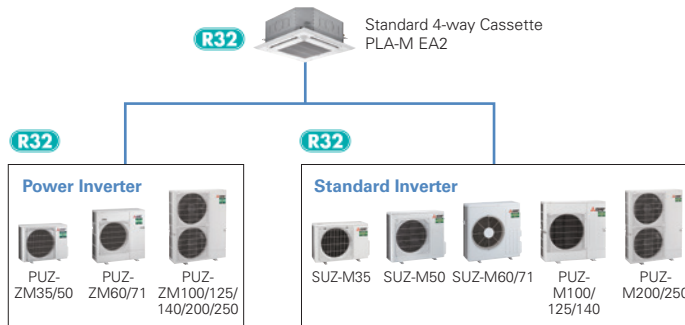 R32
Standard 4-way Cassette
PLA-M EA2
R32
Power Inverter
PUZ-
ZM35/50
PUZ-
ZM60/71
PUZ-
ZM100/125/
140/200/250
R32
Standard Inverter
SUZ-M35
SUZ-M50
SUZ-M60/71
PUZ-
M100/
125/140
PUZ-
M200/250